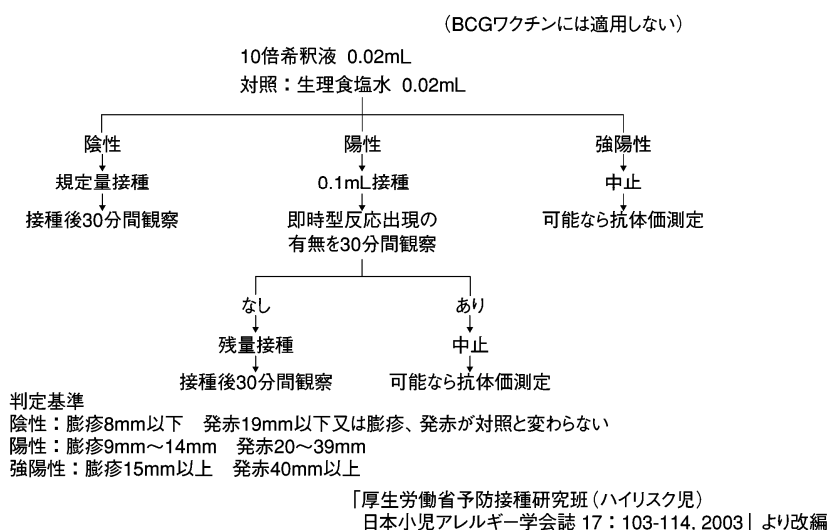 (BCGワクチンには適用しない)
10倍希釈液 0.02mL
対照：生理食塩水 0.02mL
陰性 陽性 強陽性
規定量接種 0.1mL接種 中止
接種後30分間観察 即時型反応出現の 可能なら抗体価測定
有無を30分間観察
なし あり
残量接種 中止
接種後30分間観察 可能なら抗体価測定
判定基準
陰性：膨疹8mm以下 発赤19mm以下又は膨疹、発赤が対照と変わらない
陽性：膨疹9mm～14mm 発赤20～39mm
強陽性：膨疹15mm以上 発赤40mm以上
「厚生労働省予防接種研究班(ハイリスク児)
日本小児アレルギー学会誌 17：103-114, 2003」より改編